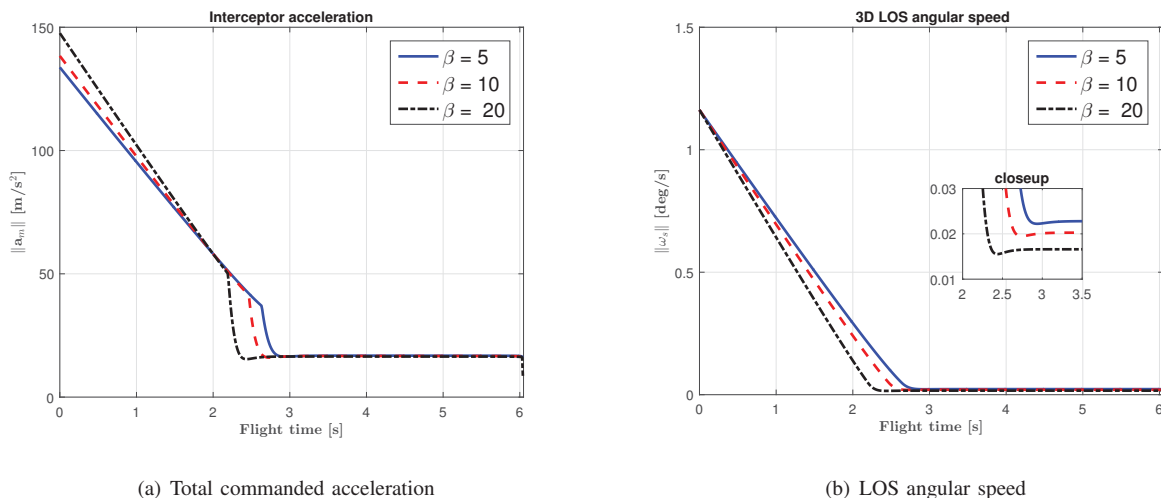 Interceptor acceleration
150
100
50
0
‖a_m‖ [m/s²]
β = 5
β = 10
β = 20
0 1 2 3 4 5 6
Flight time [s]
(a) Total commanded acceleration
3D LOS angular speed
1.5
1
0.5
0
‖ω_s‖ [deg/s]
β = 5
β = 10
β = 20
closeup
0.03
0.02
0.01
2 2.5 3 3.5
0 1 2 3 4 5 6
Flight time [s]
(b) LOS angular speed